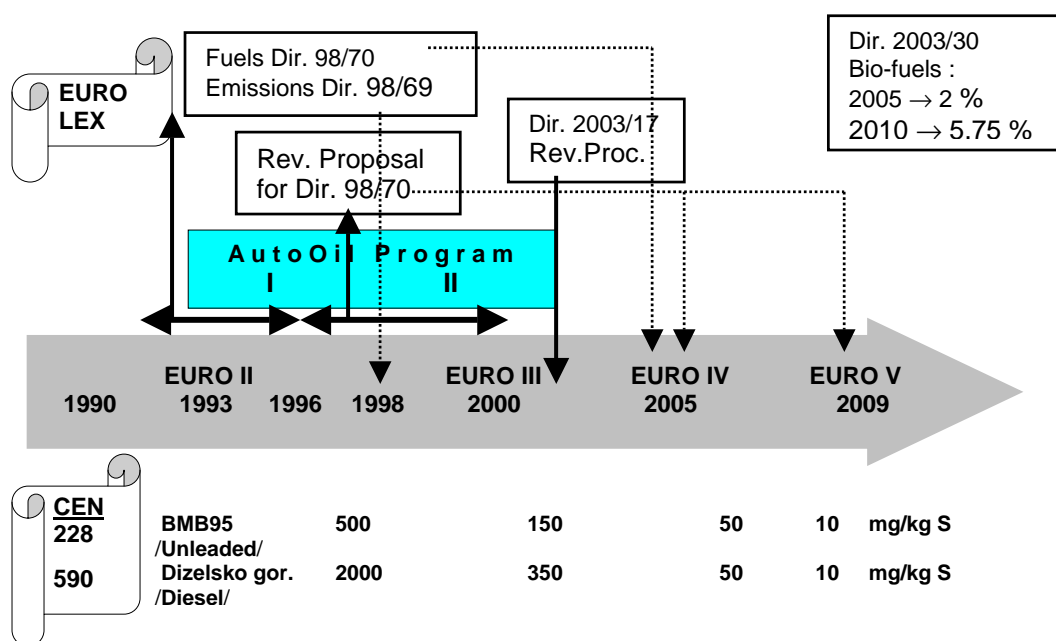 EURO
LEX
Fuels Dir. 98/70
Emissions Dir. 98/69
Dir. 2003/30
Bio-fuels :
2005 → 2 %
2010 → 5.75 %
Dir. 2003/17
Rev.Proc.
Rev. Proposal
for Dir. 98/70
AutoOil Program
I II
EURO II EURO III EURO IV EURO V
1990 1993 1996 1998 2000 2005 2009
CEN
228
590
BMB95 500 150 50 10 mg/kg S
/Unleaded/
Dizelsko gor. 2000 350 50 10 mg/kg S
/Diesel/